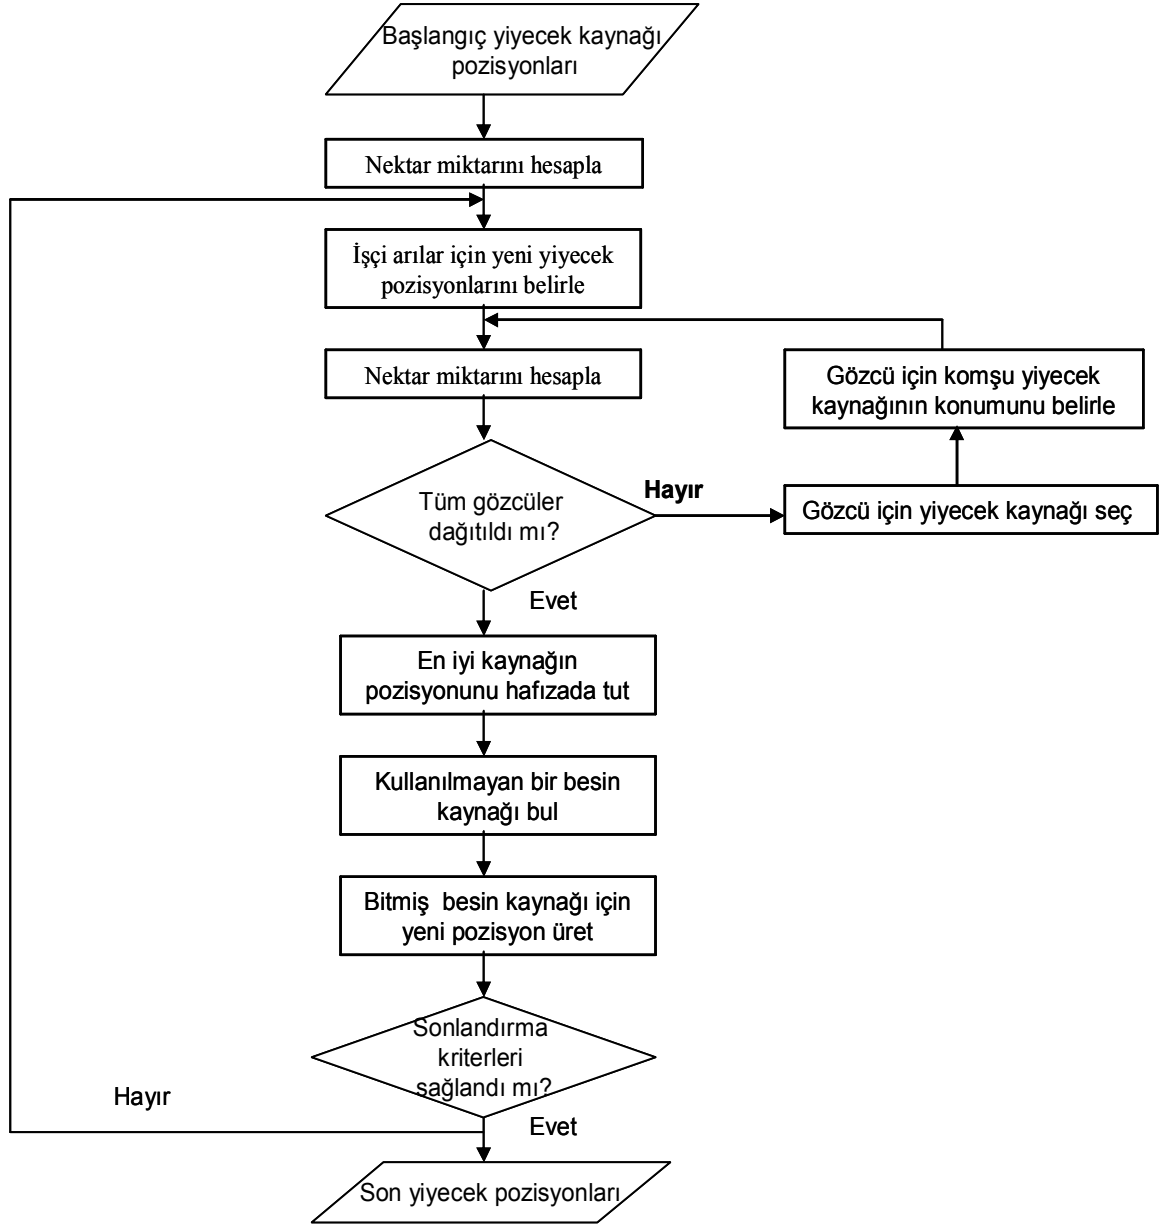 Başlangıç yiyecek kaynağı
pozisyonları
Nektar miktarını hesapla
İşçi arılar için yeni yiyecek
pozisyonlarını belirle
Nektar miktarını hesapla
Gözcü için komşu yiyecek
kaynağının konumunu belirle
Tüm gözcüler
dağıtıldı mı?
Hayır
Gözcü için yiyecek kaynağı seç
Evet
En iyi kaynağın
pozisyonunu hafızada tut
Kullanılmayan bir besin
kaynağı bul
Bitmiş besin kaynağı için
yeni pozisyon üret
Sonlandırma
kriterleri
sağlandı mı?
Hayır
Evet
Son yiyecek pozisyonları